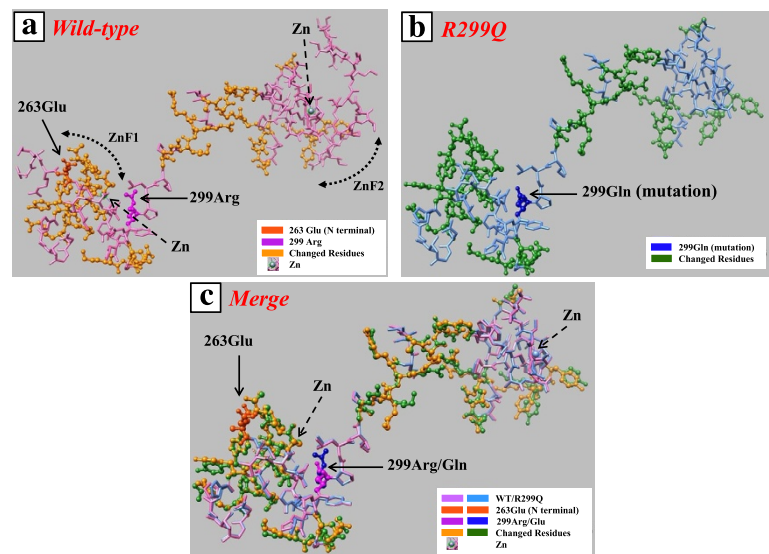 a Wild-type
Zn
263Glu
ZnF1
ZnF2
299Arg
Zn
263 Glu (N terminal)
299 Arg
Changed Residues
Zn
b R299Q
299Gln (mutation)
299Gln (mutation)
Changed Residues
c Merge
263Glu
Zn
Zn
299Arg/Gln
WT/R299Q
263Glu (N terminal)
299Arg/Glu
Changed Residues
Zn